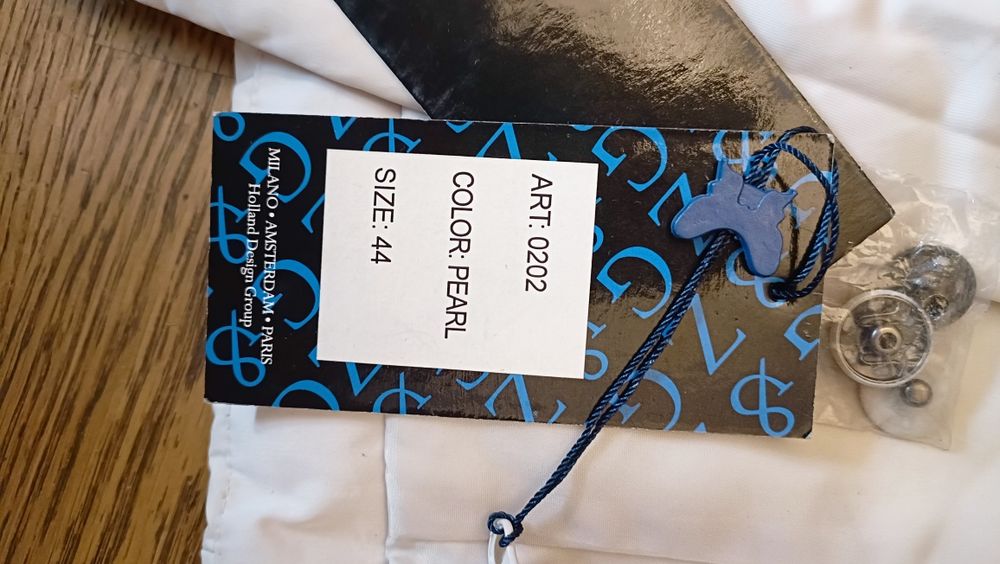 ART: 0202
COLOR: PEARL
SIZE: 44
MILANO • AMSTERDAM • PARIS
Holland Design Group